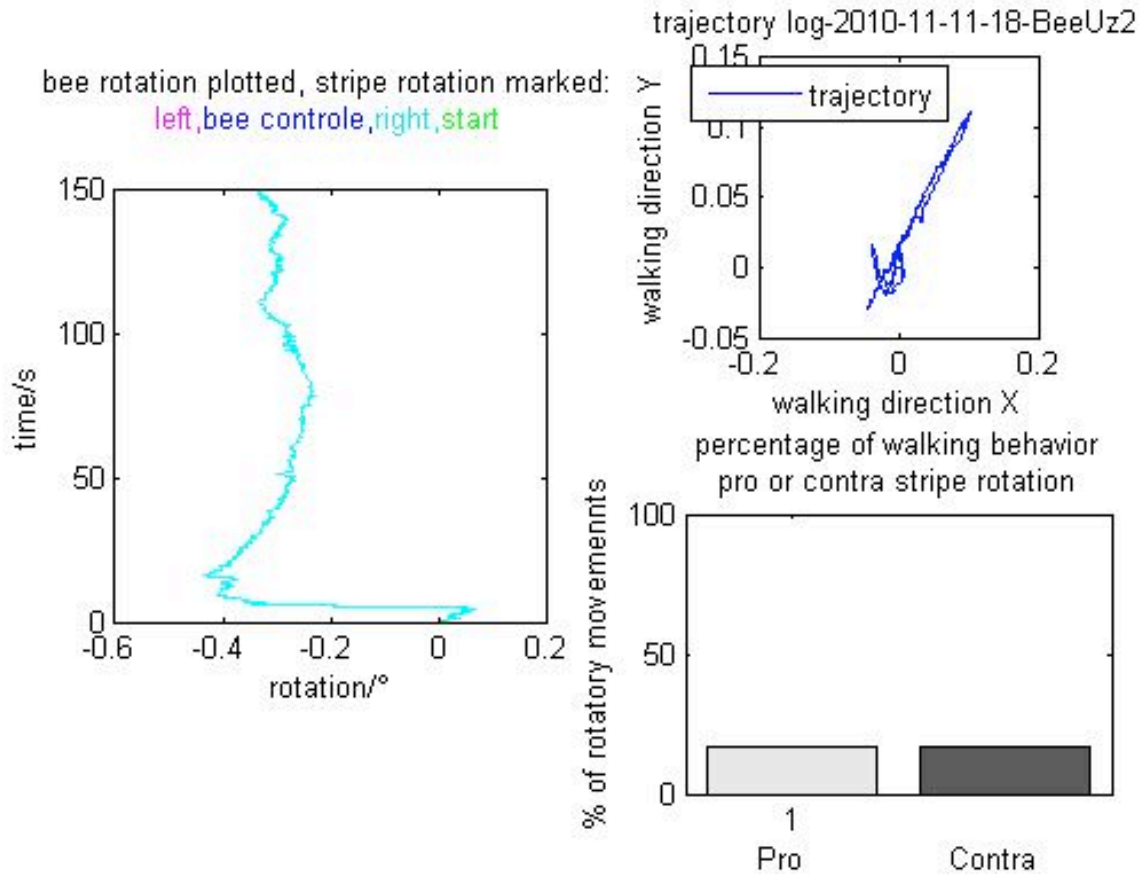 bee rotation plotted, stripe rotation marked:
left,bee controle,right,start
150
100
50
0
time/s
-0.6 -0.4 -0.2 0 0.2
rotation/°
trajectory log-2010-11-11-18-BeeUz2
trajectory
0.15
0.1
0.05
0
-0.05
walking direction Y
-0.2 0 0.2
walking direction X
percentage of walking behavior
pro or contra stripe rotation
100
50
0
% of rotatory movemennts
1
Pro Contra